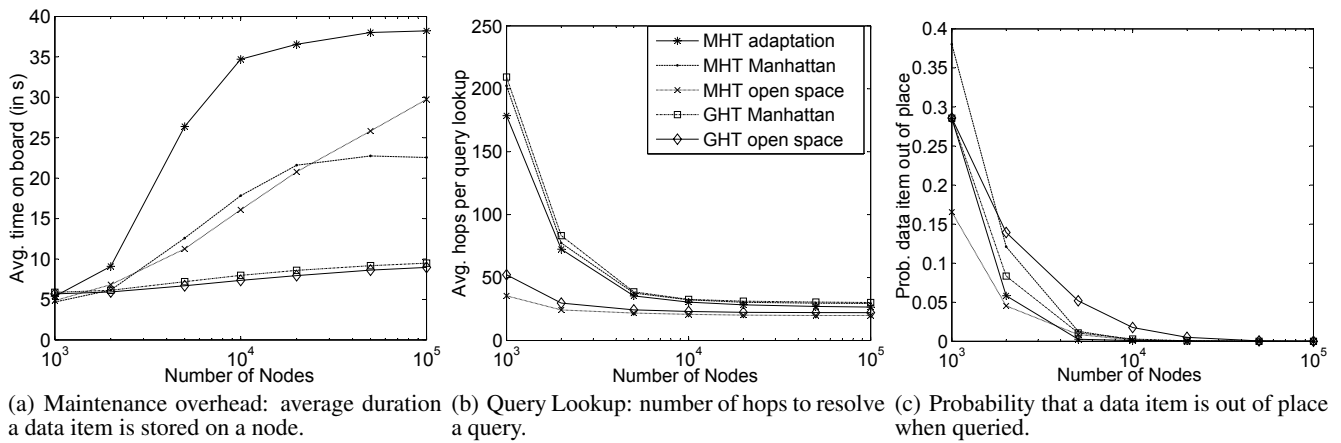 40
35
30
25
20
15
10
5
0
Avg. time on board (in s)
10^3
10^4
10^5
Number of Nodes
(a) Maintenance overhead: average duration
a data item is stored on a node.
250
200
150
100
50
0
Avg. hops per query lookup
MHT adaptation
MHT Manhattan
MHT open space
GHT Manhattan
GHT open space
10^3
10^4
10^5
Number of Nodes
(b) Query Lookup: number of hops to resolve
a query.
0.4
0.35
0.3
0.25
0.2
0.15
0.1
0.05
0
Prob. data item out of place
10^3
10^4
10^5
Number of Nodes
(c) Probability that a data item is out of place
when queried.